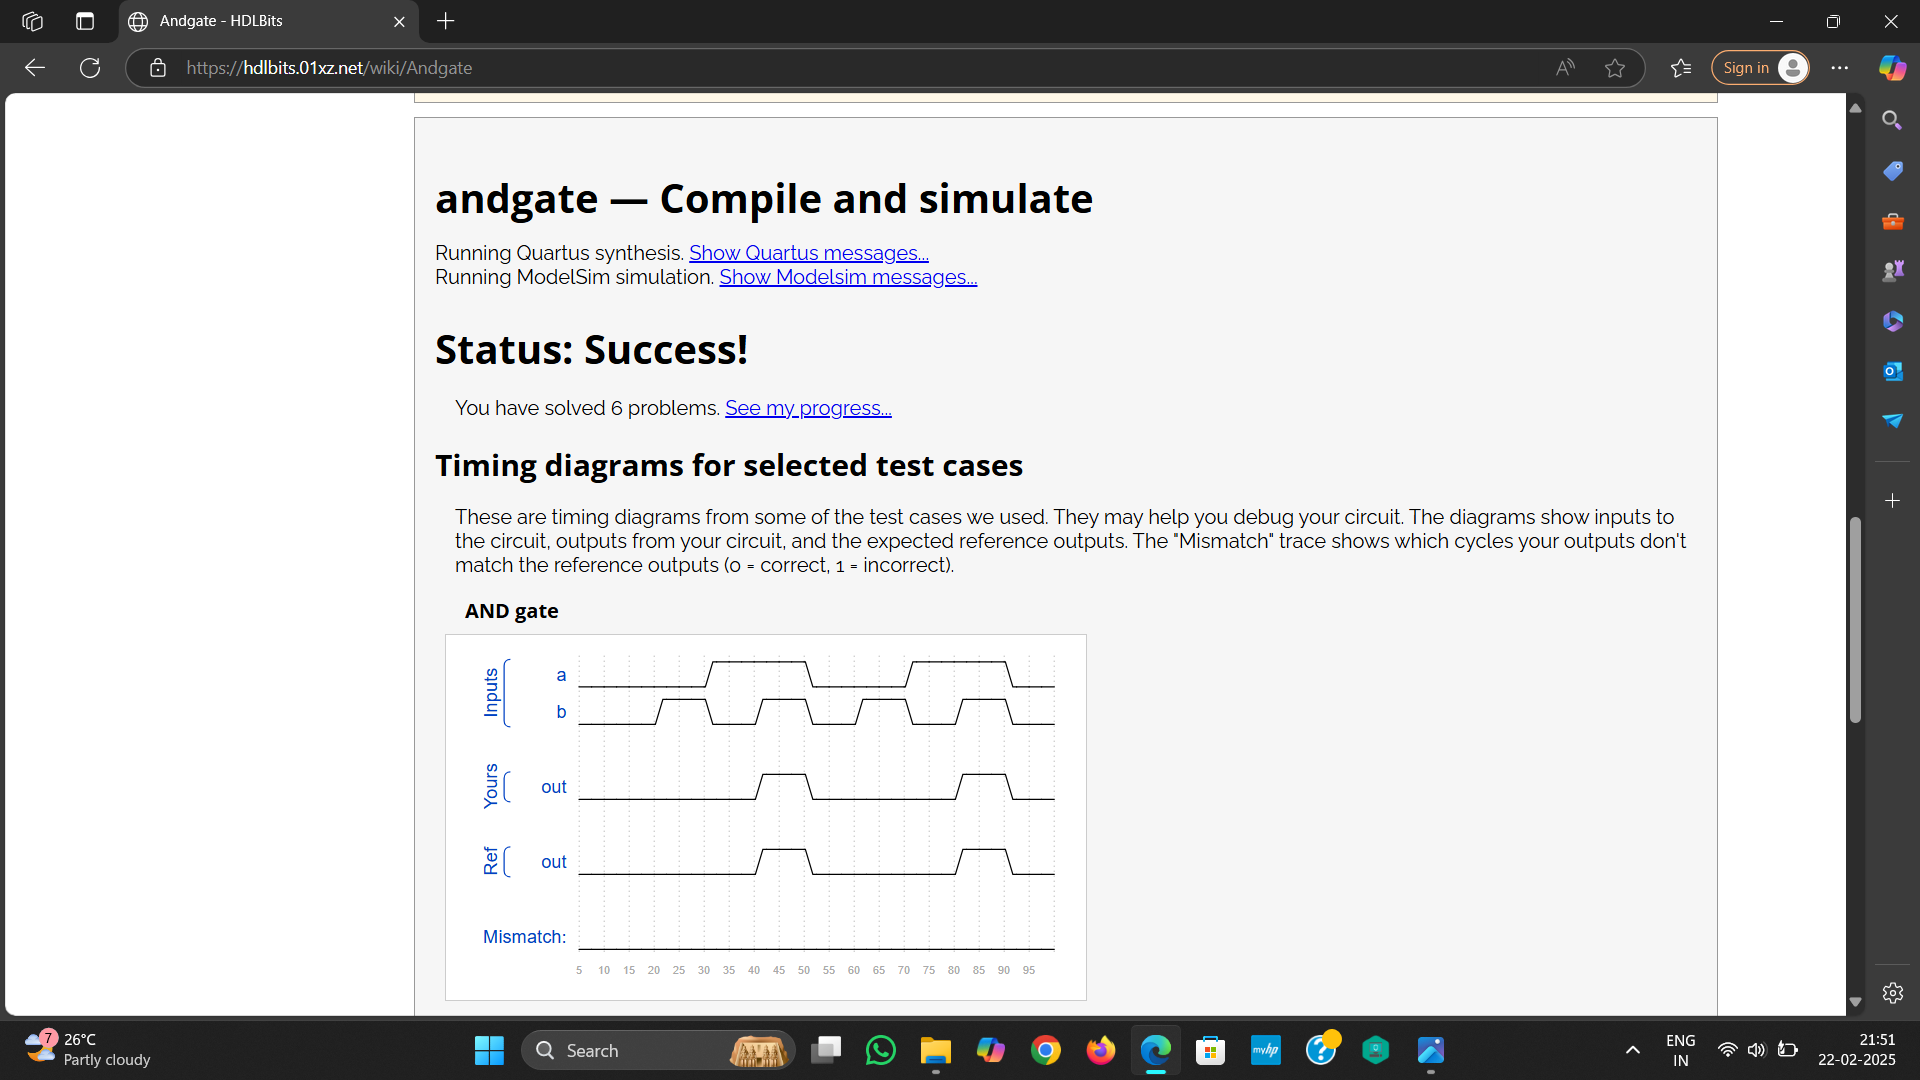 Andgate - HDLBits
https://hdlbits.01xz.net/wiki/Andgate
Sign in
andgate — Compile and simulate
Running Quartus synthesis. Show Quartus messages...
Running ModelSim simulation. Show Modelsim messages...
Status: Success!
You have solved 6 problems. See my progress...
Timing diagrams for selected test cases
These are timing diagrams from some of the test cases we used. They may help you debug your circuit. The diagrams show inputs to
the circuit, outputs from your circuit, and the expected reference outputs. The "Mismatch" trace shows which cycles your outputs don't
match the reference outputs (0 = correct, 1 = incorrect).
AND gate
Inputs
a
b
Yours
out
Ref
out
Mismatch:
5 10 15 20 25 30 35 40 45 50 55 60 65 70 75 80 85 90 95
7
26°C
Partly cloudy
Search
myhp
ENG
IN
21:51
22-02-2025